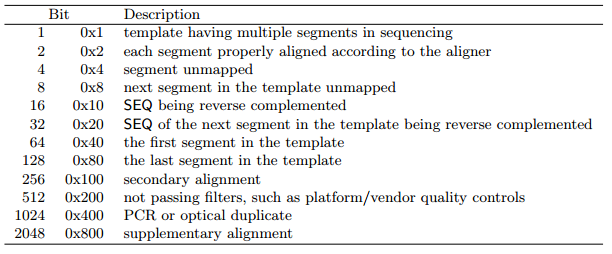 Bit Description
1 0x1 template having multiple segments in sequencing
2 0x2 each segment properly aligned according to the aligner
4 0x4 segment unmapped
8 0x8 next segment in the template unmapped
16 0x10 SEQ being reverse complemented
32 0x20 SEQ of the next segment in the template being reverse complemented
64 0x40 the first segment in the template
128 0x80 the last segment in the template
256 0x100 secondary alignment
512 0x200 not passing filters, such as platform/vendor quality controls
1024 0x400 PCR or optical duplicate
2048 0x800 supplementary alignment